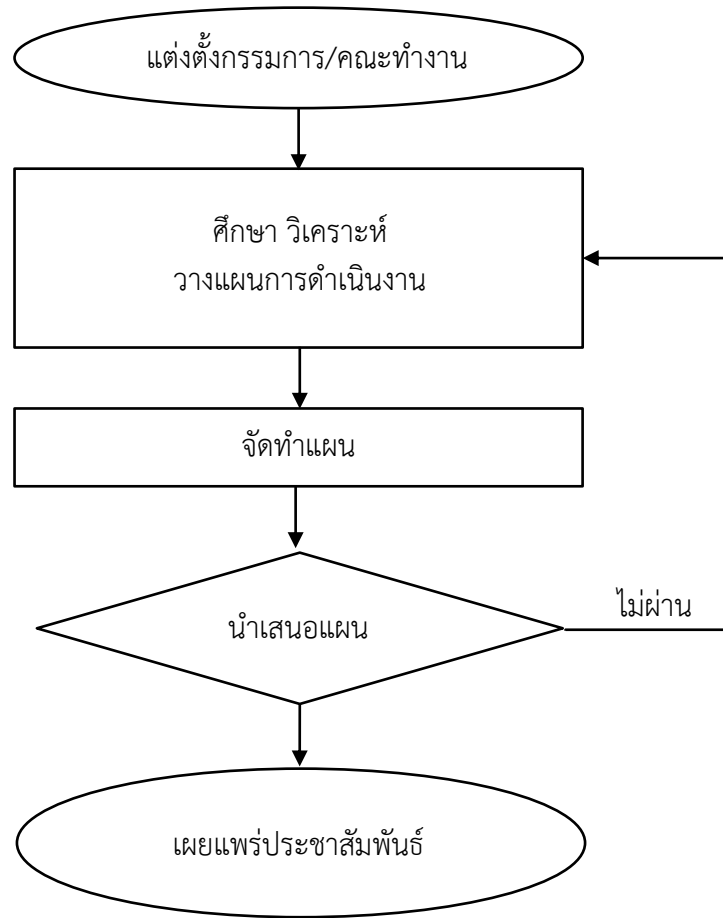 แต่งตั้งกรรมการ/คณะทำงาน
ศึกษา วิเคราะห์
วางแผนการดำเนินงาน
จัดทำแผน
นำเสนอแผน
ไม่ผ่าน
เผยแพร่ประชาสัมพันธ์